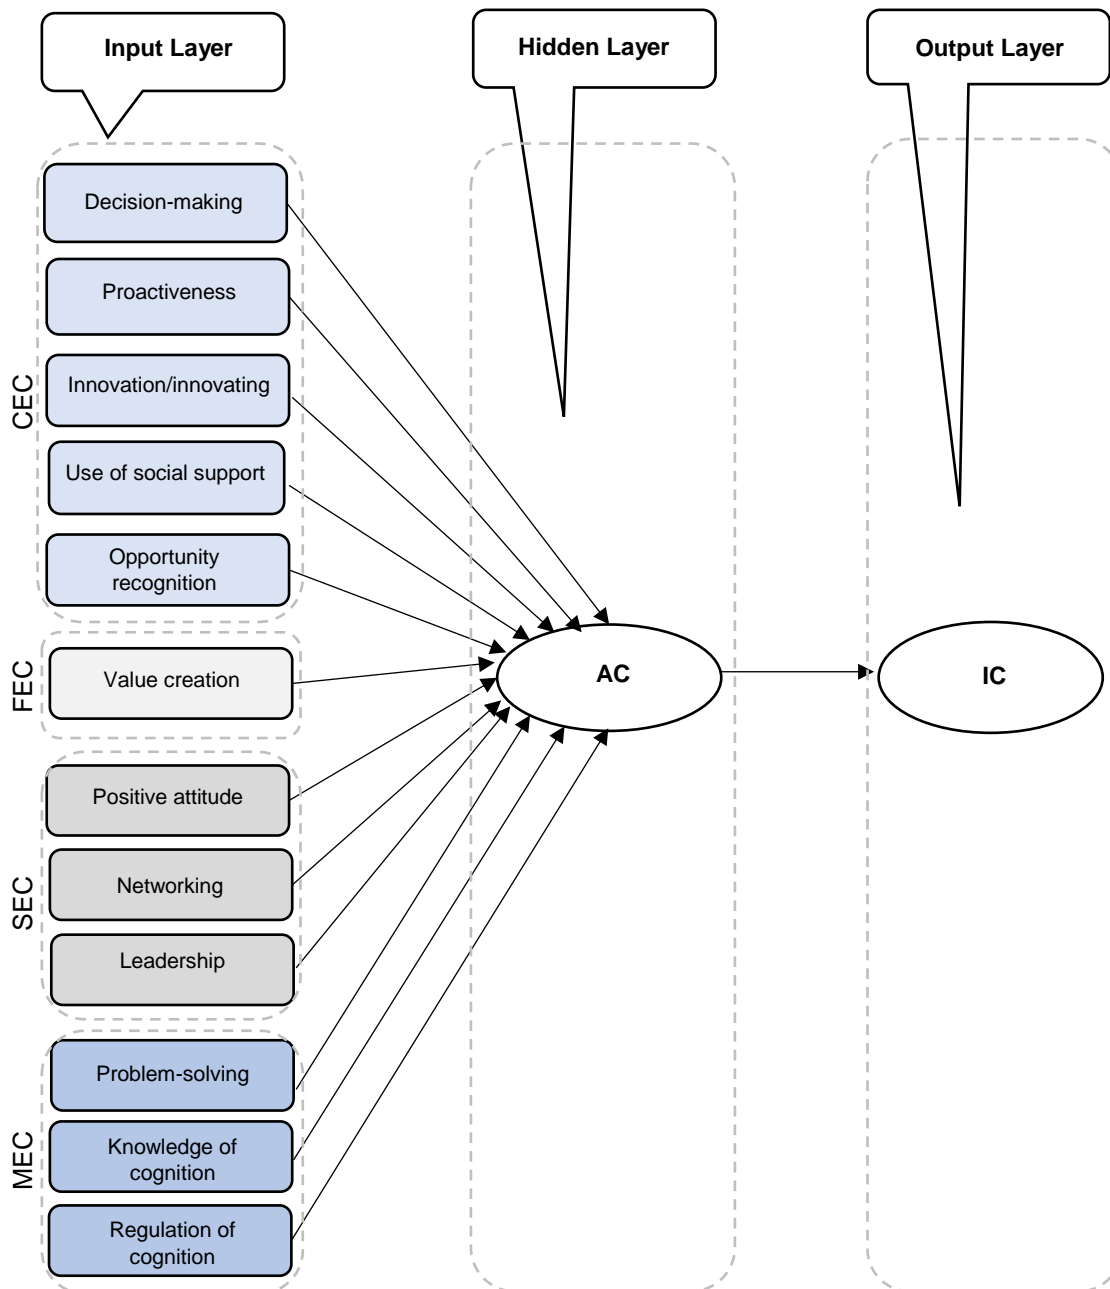 Input Layer
Hidden Layer
Output Layer
CEC
Decision-making
Proactiveness
Innovation/innovating
Use of social support
Opportunity
recognition
FEC
Value creation
SEC
Positive attitude
Networking
Leadership
MEC
Problem-solving
Knowledge of
cognition
Regulation of
cognition
AC
IC